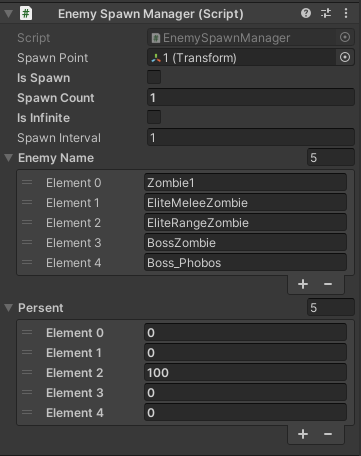 Enemy Spawn Manager (Script)
Script EnemySpawnManager
Spawn Point 1 (Transform)
Is Spawn
Spawn Count 1
Is Infinite
Spawn Interval 1
Enemy Name 5
Element 0 Zombie1
Element 1 EliteMeleeZombie
Element 2 EliteRangeZombie
Element 3 BossZombie
Element 4 Boss_Phobos
+ −
Persent 5
Element 0 0
Element 1 0
Element 2 100
Element 3 0
Element 4 0
+ −